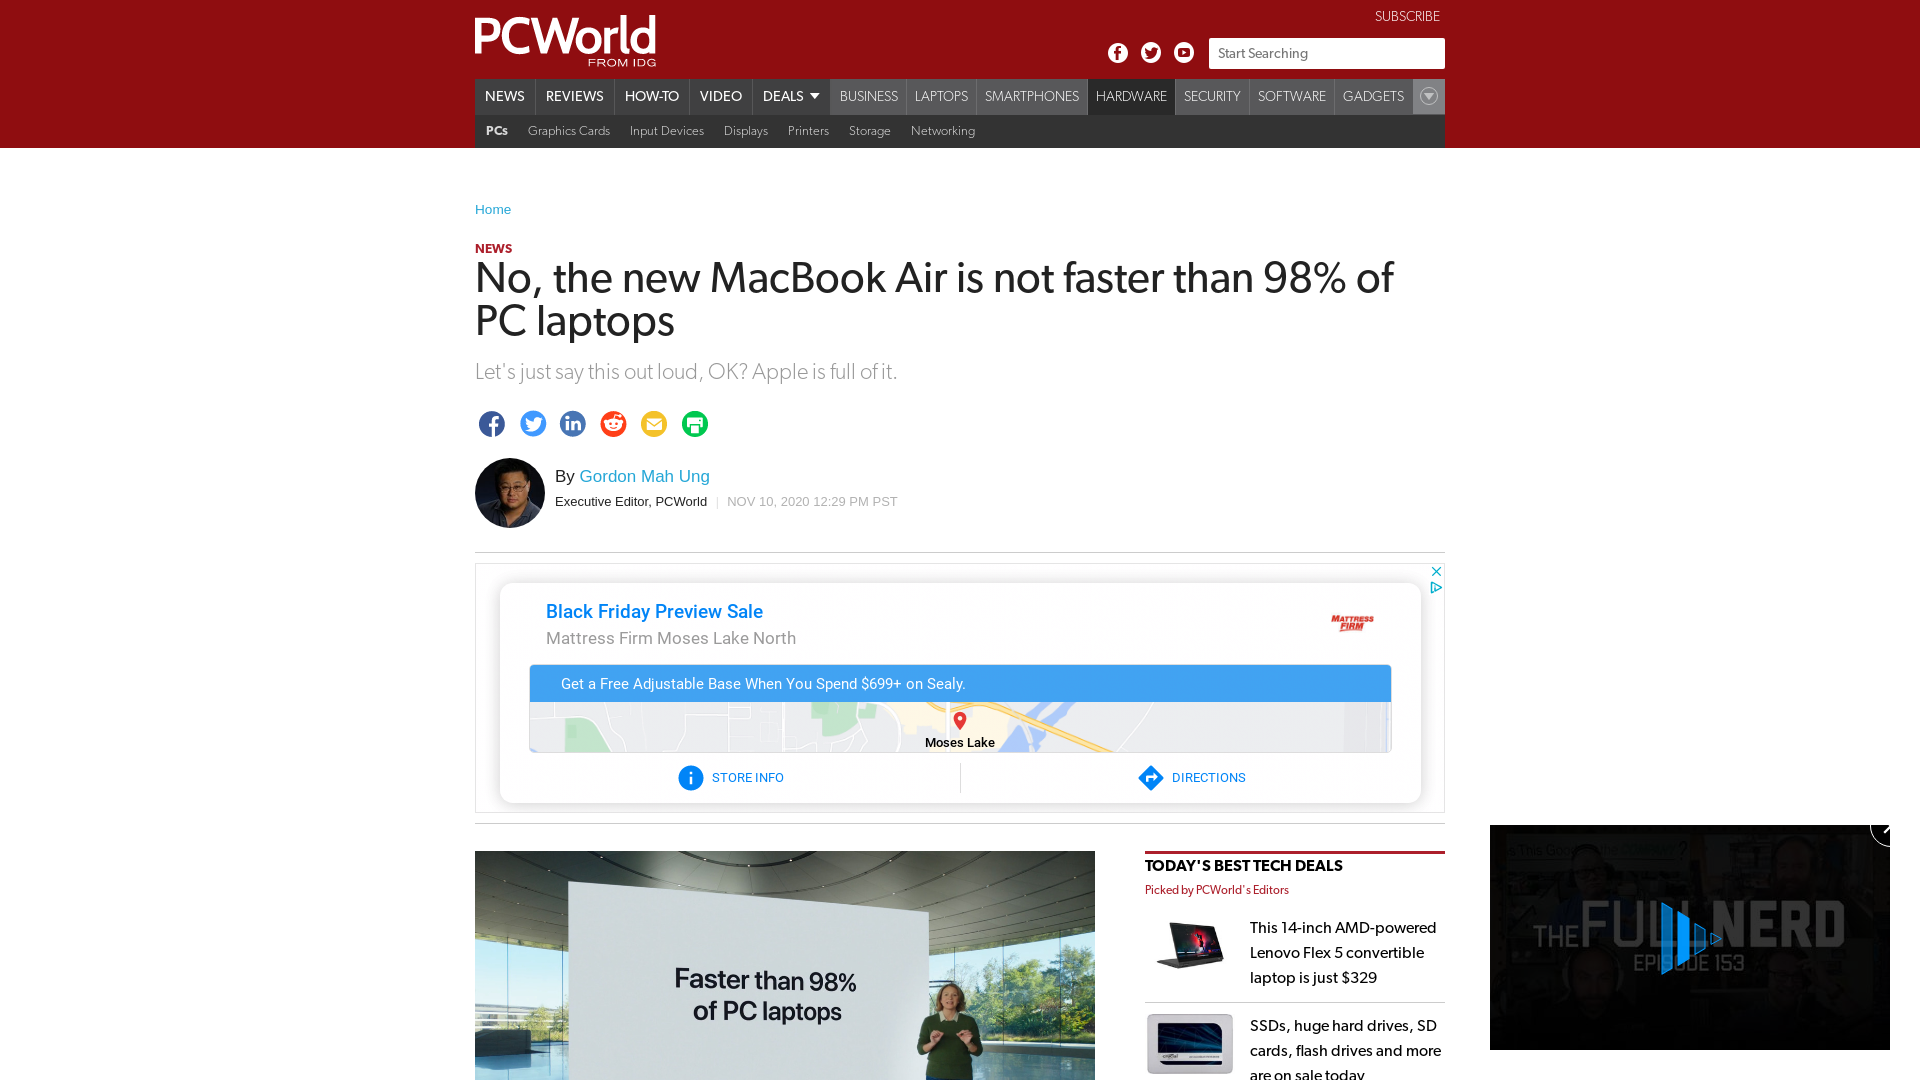 PCWorld
FROM IDG
SUBSCRIBE
Start Searching
NEWS REVIEWS HOW-TO VIDEO DEALS BUSINESS LAPTOPS SMARTPHONES HARDWARE SECURITY SOFTWARE GADGETS
PCs Graphics Cards Input Devices Displays Printers Storage Networking
Home
NEWS
No, the new MacBook Air is not faster than 98% of
PC laptops
Let's just say this out loud, OK? Apple is full of it.
By Gordon Mah Ung
Executive Editor, PCWorld | NOV 10, 2020 12:29 PM PST
Black Friday Preview Sale
Mattress Firm Moses Lake North
MATTRESS
FIRM
Get a Free Adjustable Base When You Spend $699+ on Sealy.
Moses Lake
STORE INFO
DIRECTIONS
Faster than 98%
of PC laptops
TODAY'S BEST TECH DEALS
Picked by PCWorld's Editors
This 14-inch AMD-powered
Lenovo Flex 5 convertible
laptop is just $329
SSDs, huge hard drives, SD
cards, flash drives and more
are on sale today
THE FULL NERD
EPISODE 153